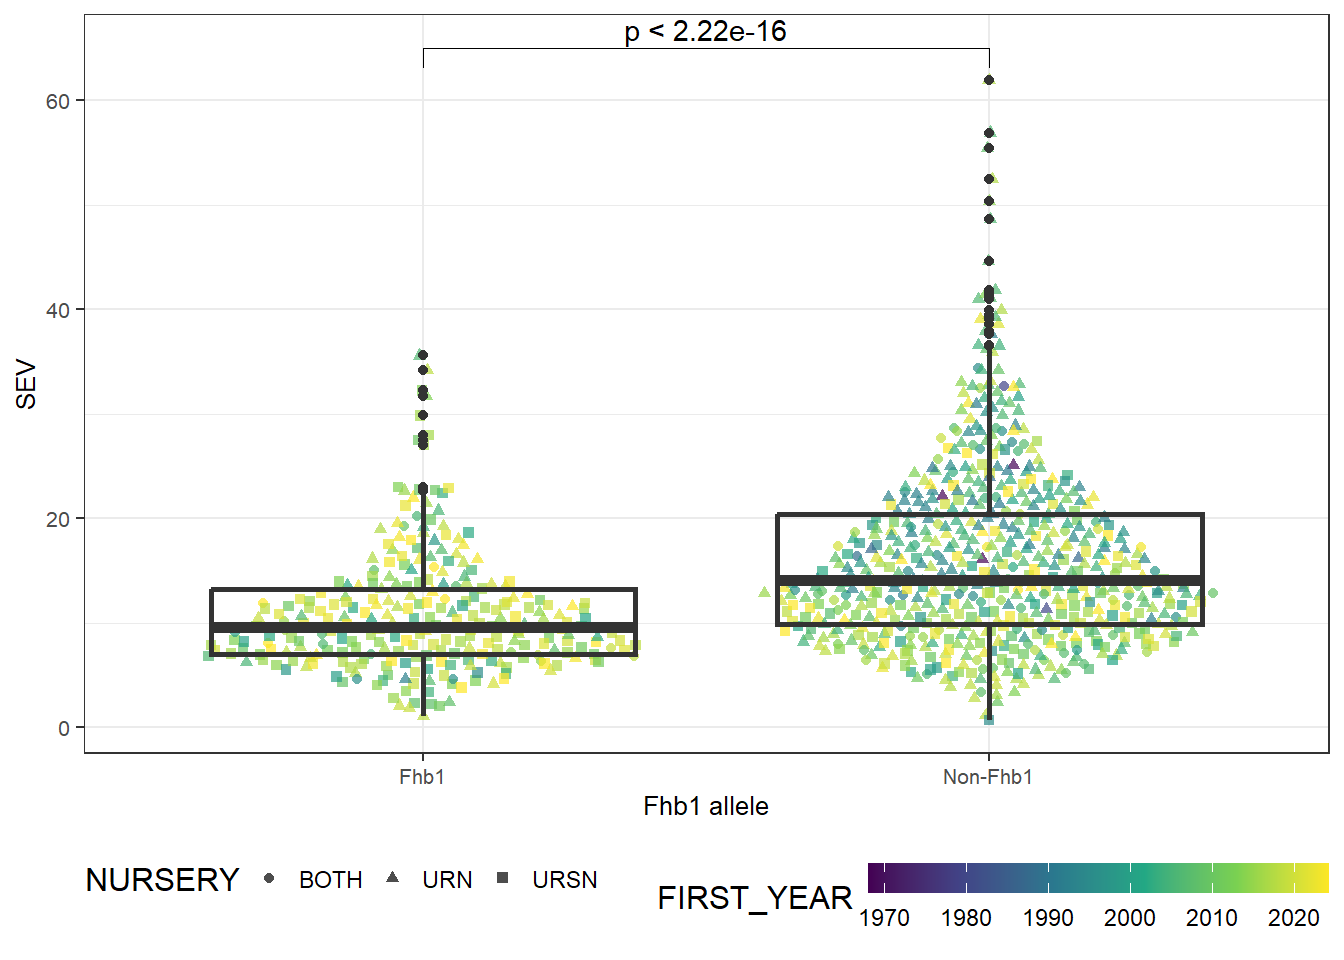 p < 2.22e-16
60
40
20
0
SEV
Fhb1 Non-Fhb1
Fhb1 allele
NURSERY BOTH URN URSN
FIRST_YEAR
1970 1980 1990 2000 2010 2020